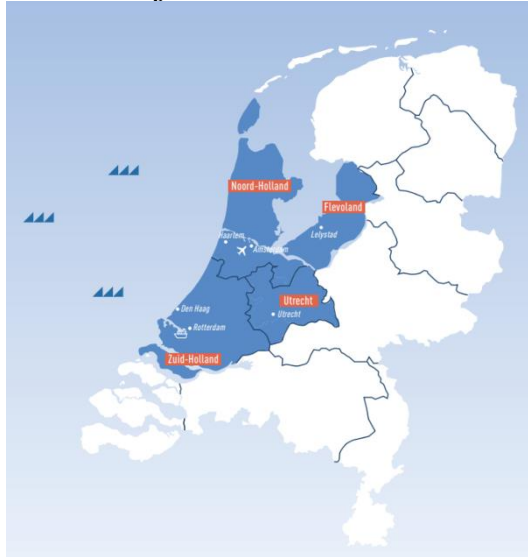 Noord-Holland
Flevoland
Lelystad
Haarlem
Amsterdam
Utrecht
Utrecht
Den Haag
Rotterdam
Zuid-Holland